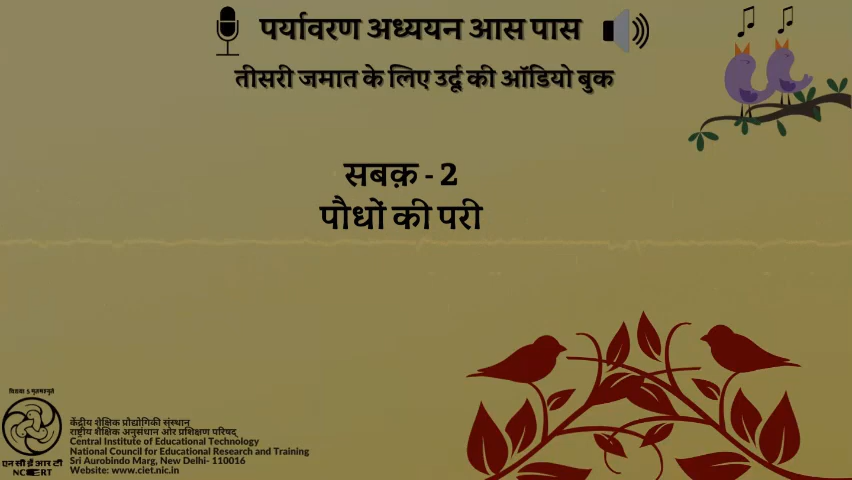 पर्यावरण अध्ययन आस पास
तीसरी जमात के लिए उर्दू की ऑडियो बुक
सबक़ - 2
पौधों की परी
विद्यया ऽ मृतमश्नुते
एन सी ई आर टी
NCERT
केंद्रीय शैक्षिक प्रौद्योगिकी संस्थान
राष्ट्रीय शैक्षिक अनुसंधान और प्रशिक्षण परिषद्
Central Institute of Educational Technology
National Council for Educational Research and Training
Sri Aurobindo Marg, New Delhi- 110016
Website: www.ciet.nic.in